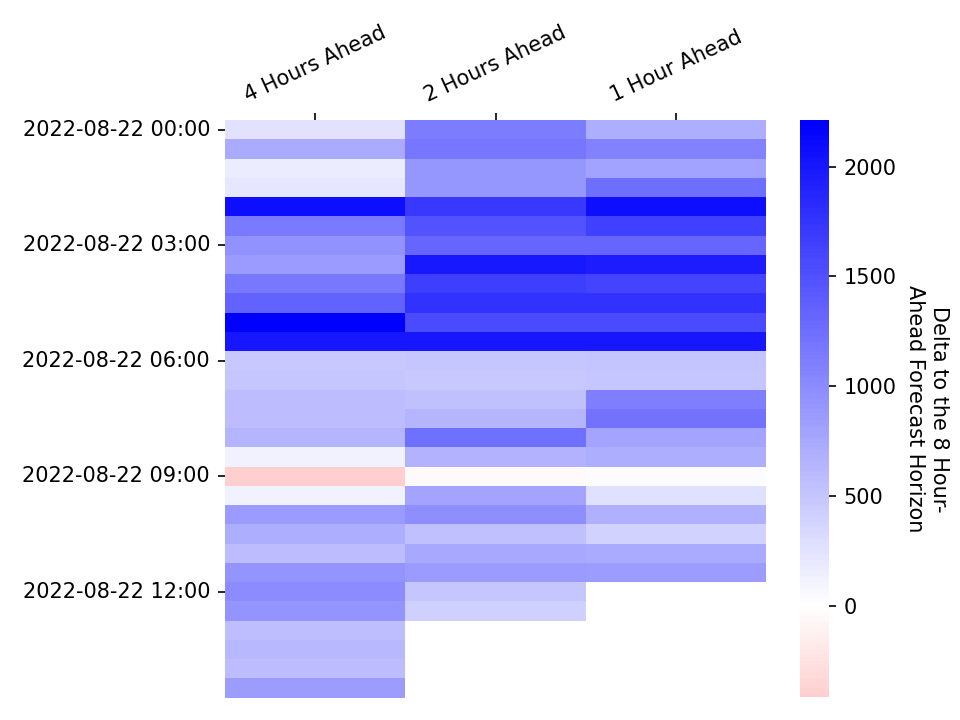 4 Hours Ahead
2 Hours Ahead
1 Hour Ahead
2022-08-22 00:00
2022-08-22 03:00
2022-08-22 06:00
2022-08-22 09:00
2022-08-22 12:00
2000
1500
1000
500
0
Delta to the 8 Hour-
Ahead Forecast Horizon